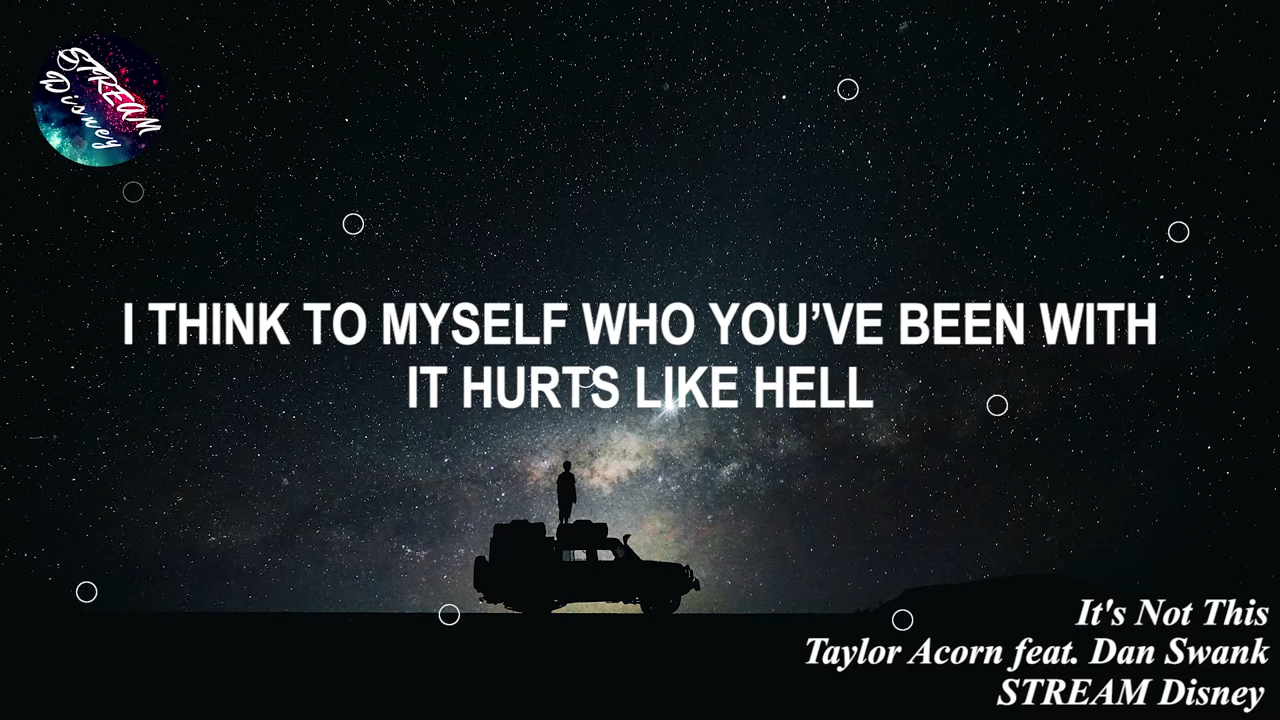 STREAM
Disney
I THINK TO MYSELF WHO YOU’VE BEEN WITH
IT HURTS LIKE HELL
It's Not This
Taylor Acorn feat. Dan Swank
STREAM Disney